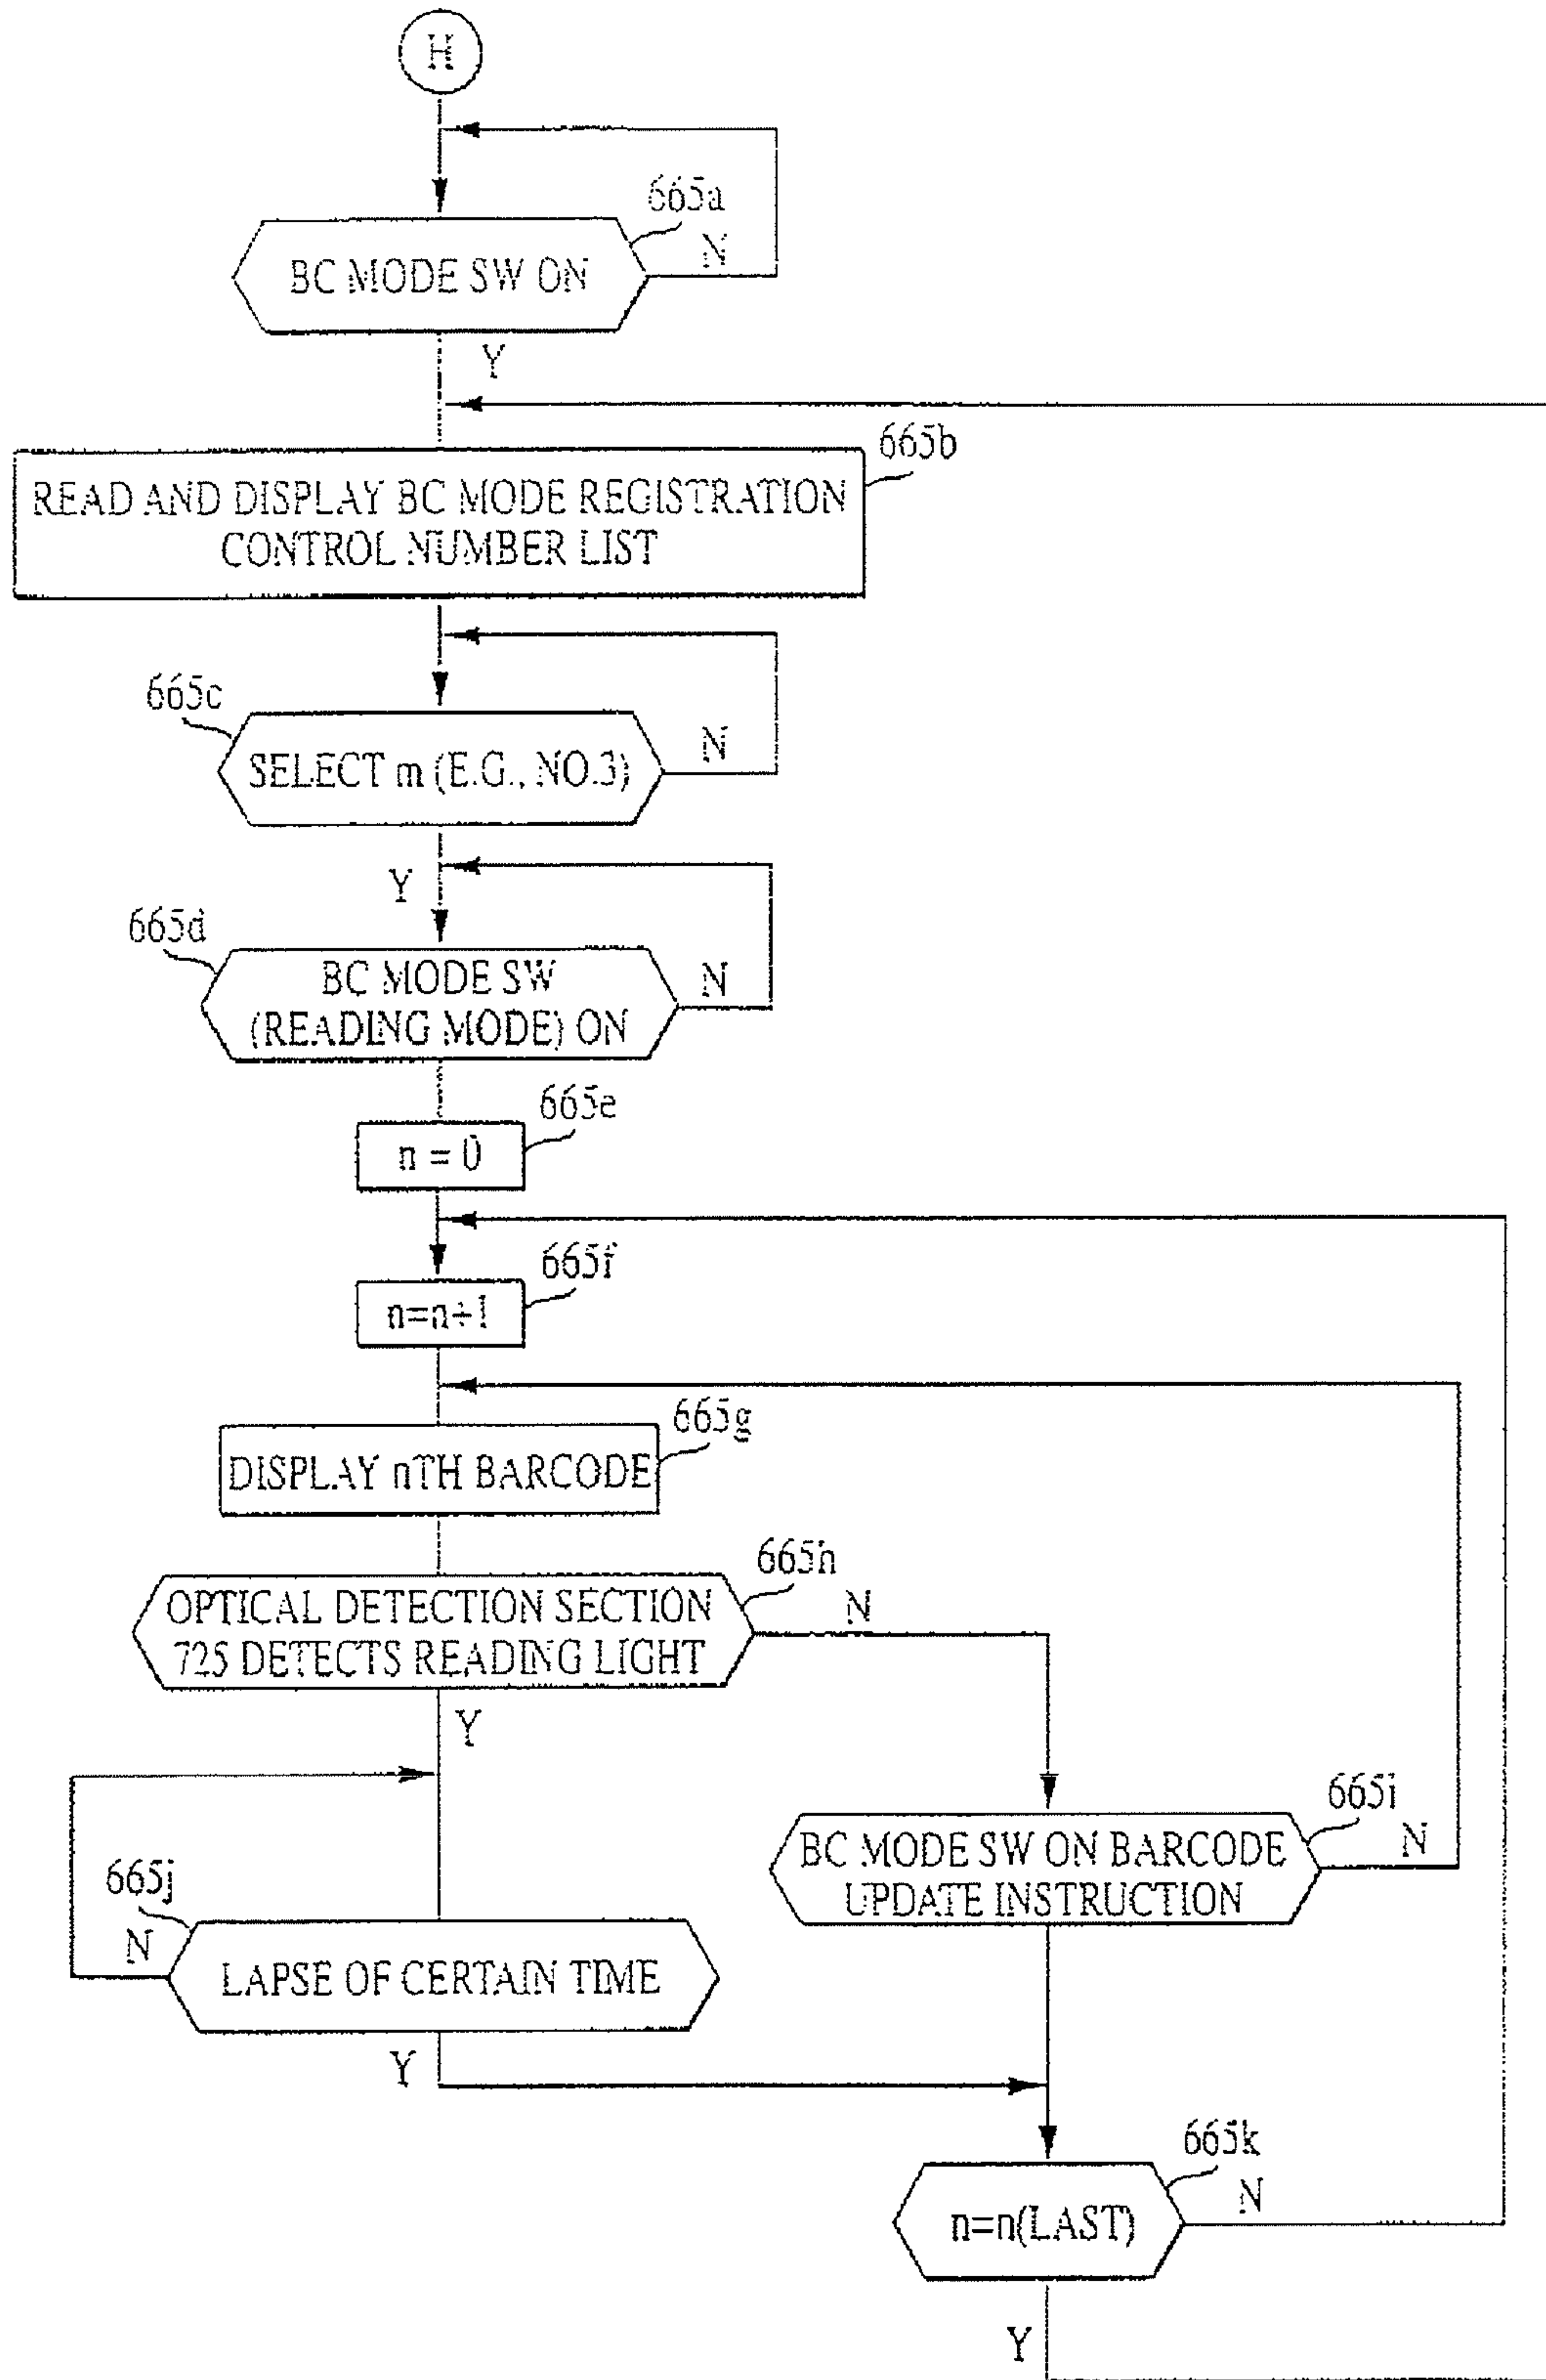 H
665a
N
BC MODE SW ON
Y
665b
READ AND DISPLAY BC MODE REGISTRATION
CONTROL NUMBER LIST
665c
N
SELECT m (E.G., NO.3)
Y
665d
BC MODE SW
N
(READING MODE) ON
665e
n = 0
665f
n=n+1
665g
DISPLAY nTH BARCODE
665h
OPTICAL DETECTION SECTION
N
725 DETECTS READING LIGHT
Y
665i
BC MODE SW ON BARCODE
N
UPDATE INSTRUCTION
665j
N
LAPSE OF CERTAIN TIME
Y
665k
N
n=n(LAST)
Y